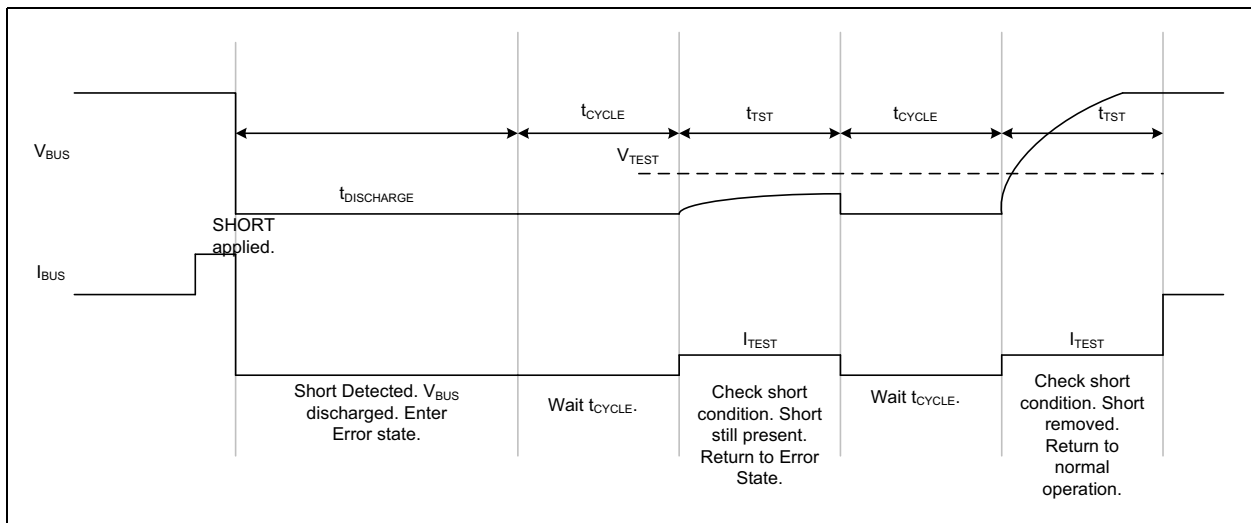 tCYCLE
tTST
tCYCLE
tTST
VBUS
VTEST
tDISCHARGE
SHORT
applied.
IBUS
ITEST
ITEST
Short Detected. VBUS
discharged. Enter
Error state.
Wait tCYCLE.
Check short
condition. Short
still present.
Return to Error
State.
Wait tCYCLE.
Check short
condition. Short
removed.
Return to
normal
operation.